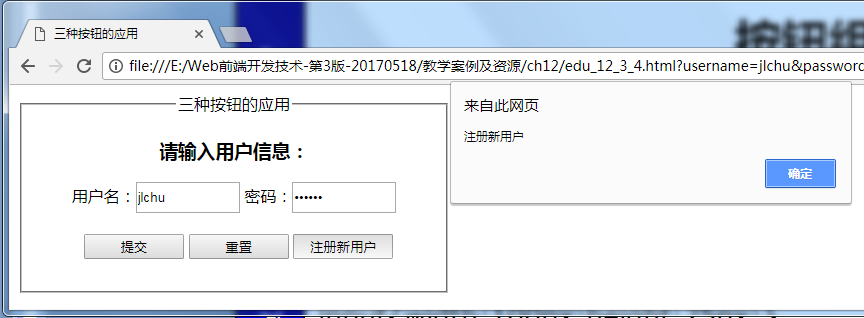 三种按钮的应用
file:///E:/Web前端开发技术-第3版-20170518/教学案例及资源/ch12/edu_12_3_4.html?username=jlchu&password
三种按钮的应用
请输入用户信息：
用户名：jlchu 密码：••••••
提交 重置 注册新用户
来自此网页
注册新用户
确定
按钮组